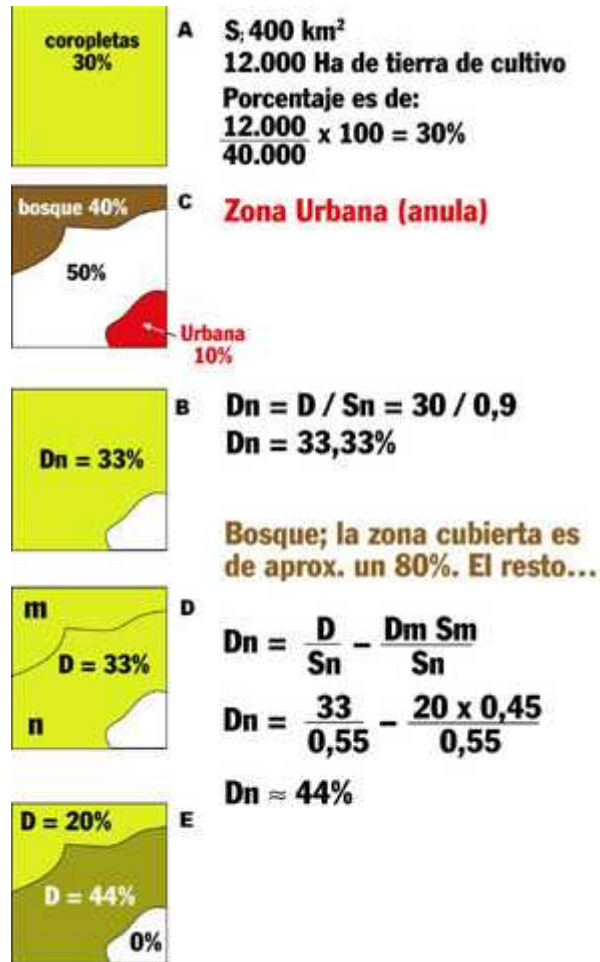 coropletas
30%
A
S; 400 km²
12.000 Ha de tierra de cultivo
Porcentaje es de:
12.000
40.000
x 100 = 30%
bosque 40%
C
Zona Urbana (anula)
50%
Urbana
10%
B
Dn = D / Sn = 30 / 0,9
Dn = 33,33%
Dn = 33%
Bosque; la zona cubierta es
de aprox. un 80%. El resto...
m
D
D = 33%
n
Dn = D/Sn – Dm Sm/Sn
Dn = 33/0,55 – 20 x 0,45/0,55
Dn ≈ 44%
D = 20%
E
D = 44%
0%